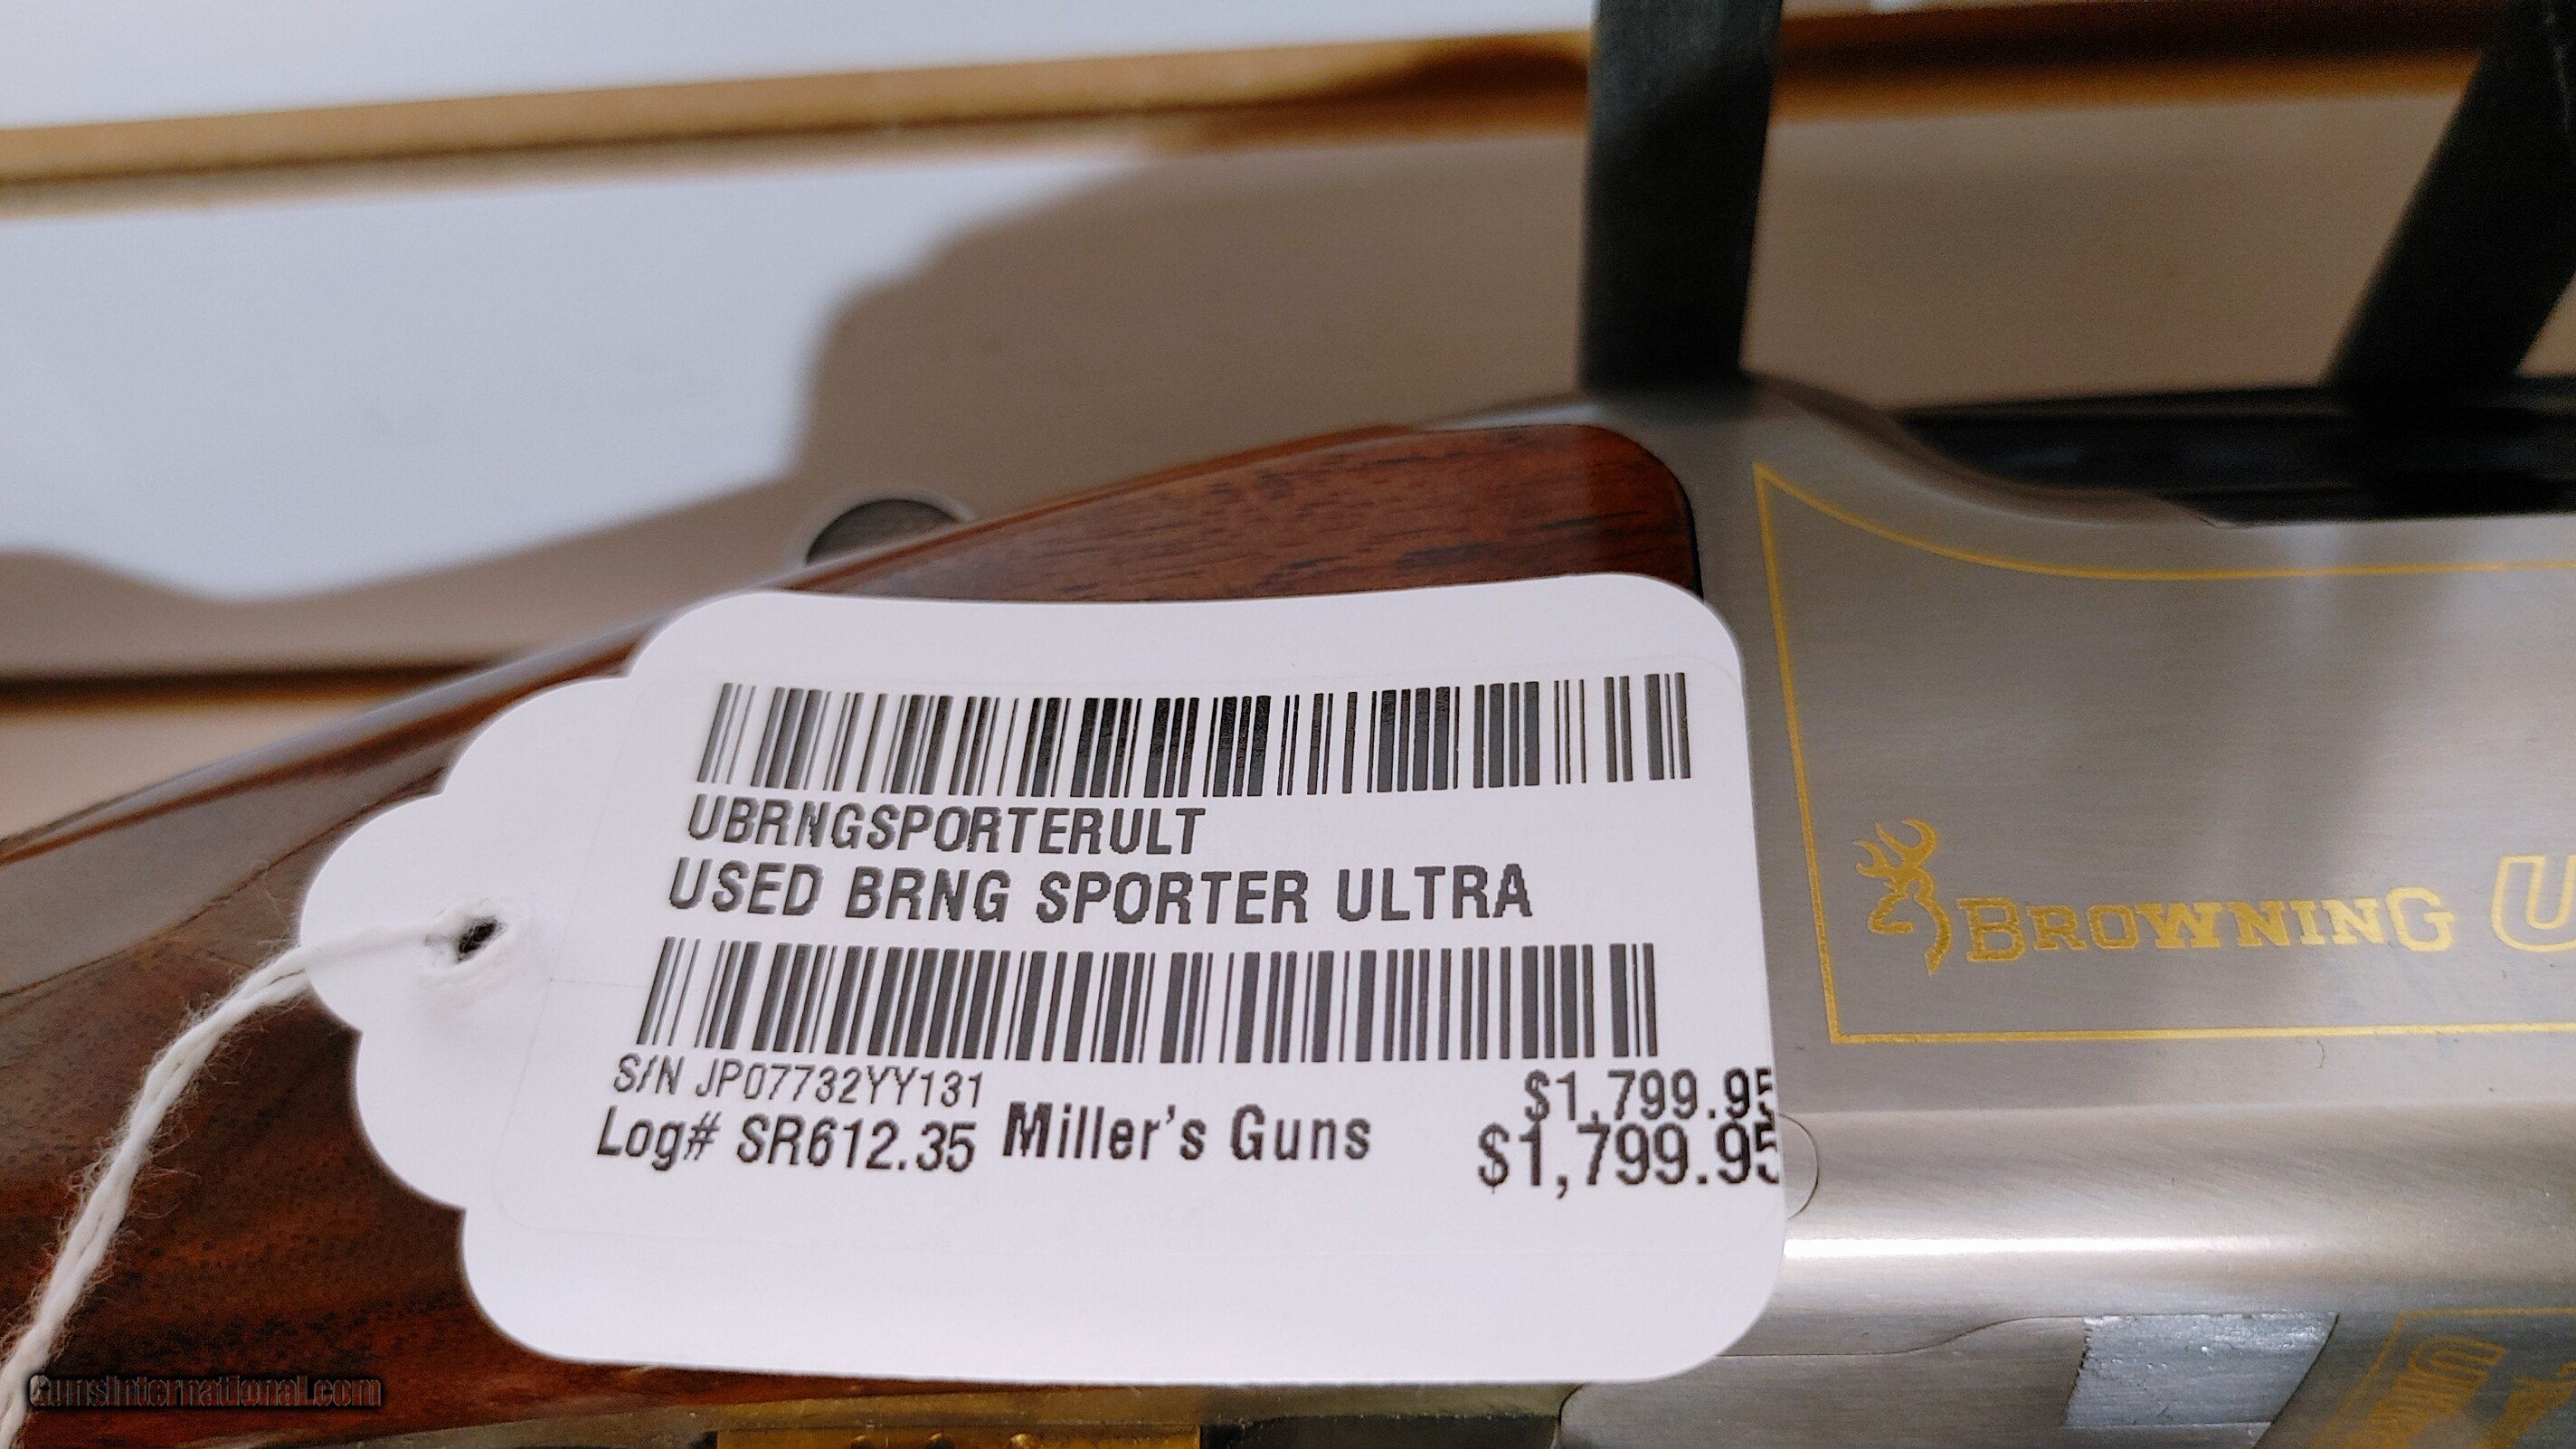 UBRNGSPORTERULT
USED BRNG SPORTER ULTRA
S/N JP07732YY131
$1,799.95
Log# SR612.35 Miller's Guns
$1,799.95
BROWNING U
GunsInternational.com